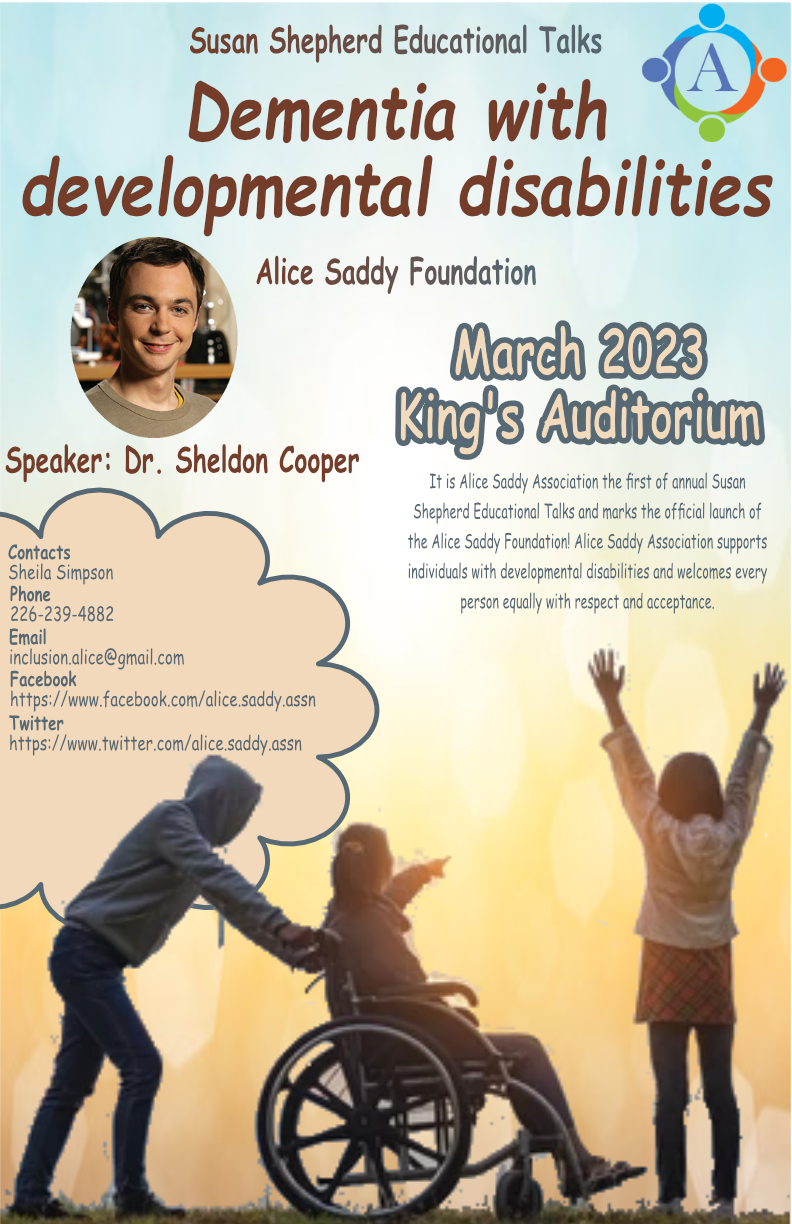 Susan Shepherd Educational Talks
A
Dementia with
developmental disabilities
Alice Saddy Foundation
March 2023
King's Auditorium
Speaker: Dr. Sheldon Cooper
It is Alice Saddy Association the first of annual Susan
Shepherd Educational Talks and marks the official launch of
the Alice Saddy Foundation! Alice Saddy Association supports
individuals with developmental disabilities and welcomes every
person equally with respect and acceptance.
Contacts
Sheila Simpson
Phone
226-239-4882
Email
inclusion.alice@gmail.com
Facebook
https://www.facebook.com/alice.saddy.assn
Twitter
https://www.twitter.com/alice.saddy.assn